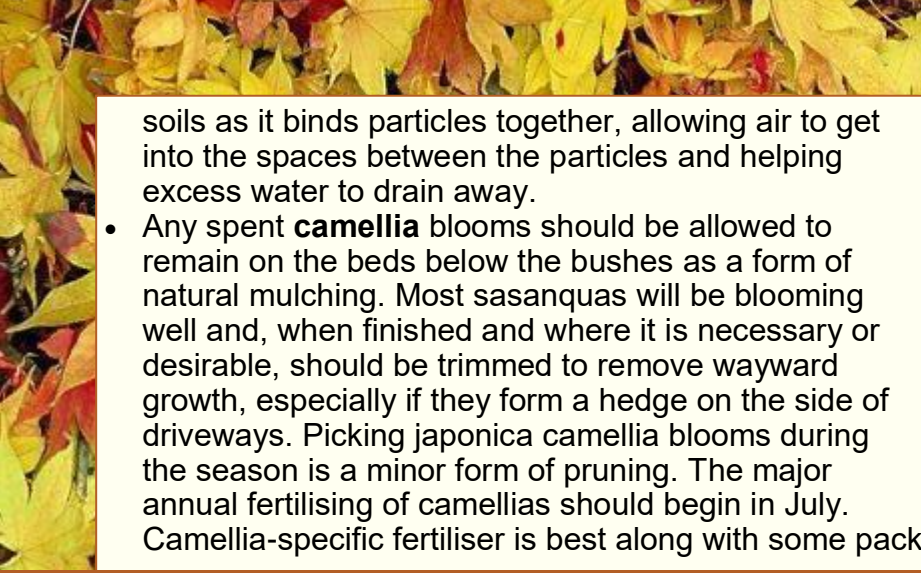 soils as it binds particles together, allowing air to get
into the spaces between the particles and helping
excess water to drain away.
• Any spent camellia blooms should be allowed to
remain on the beds below the bushes as a form of
natural mulching. Most sasanquas will be blooming
well and, when finished and where it is necessary or
desirable, should be trimmed to remove wayward
growth, especially if they form a hedge on the side of
driveways. Picking japonica camellia blooms during
the season is a minor form of pruning. The major
annual fertilising of camellias should begin in July.
Camellia-specific fertiliser is best along with some pack